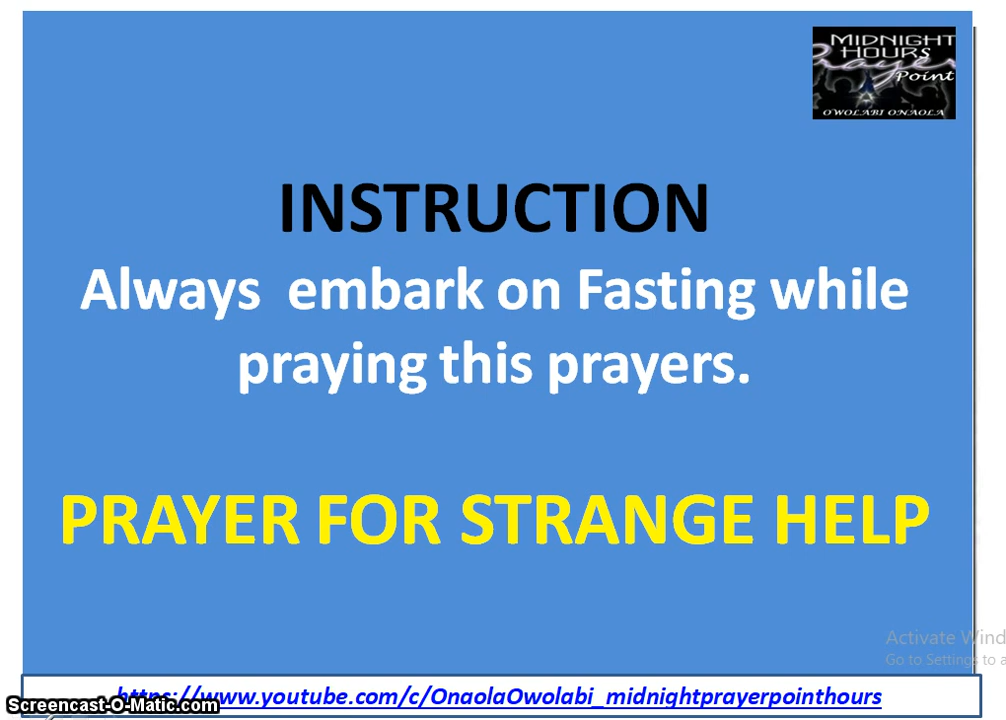 MIDNIGHT
HOURS
Prayer
Point
OWOLABI ONAOLA
INSTRUCTION
Always embark on Fasting while
praying this prayers.
PRAYER FOR STRANGE HELP
Activate Wind
Go to Settings to a
https://www.youtube.com/c/OnaolaOwolabi_midnightprayerpointhours
Screencast-O-Matic.com